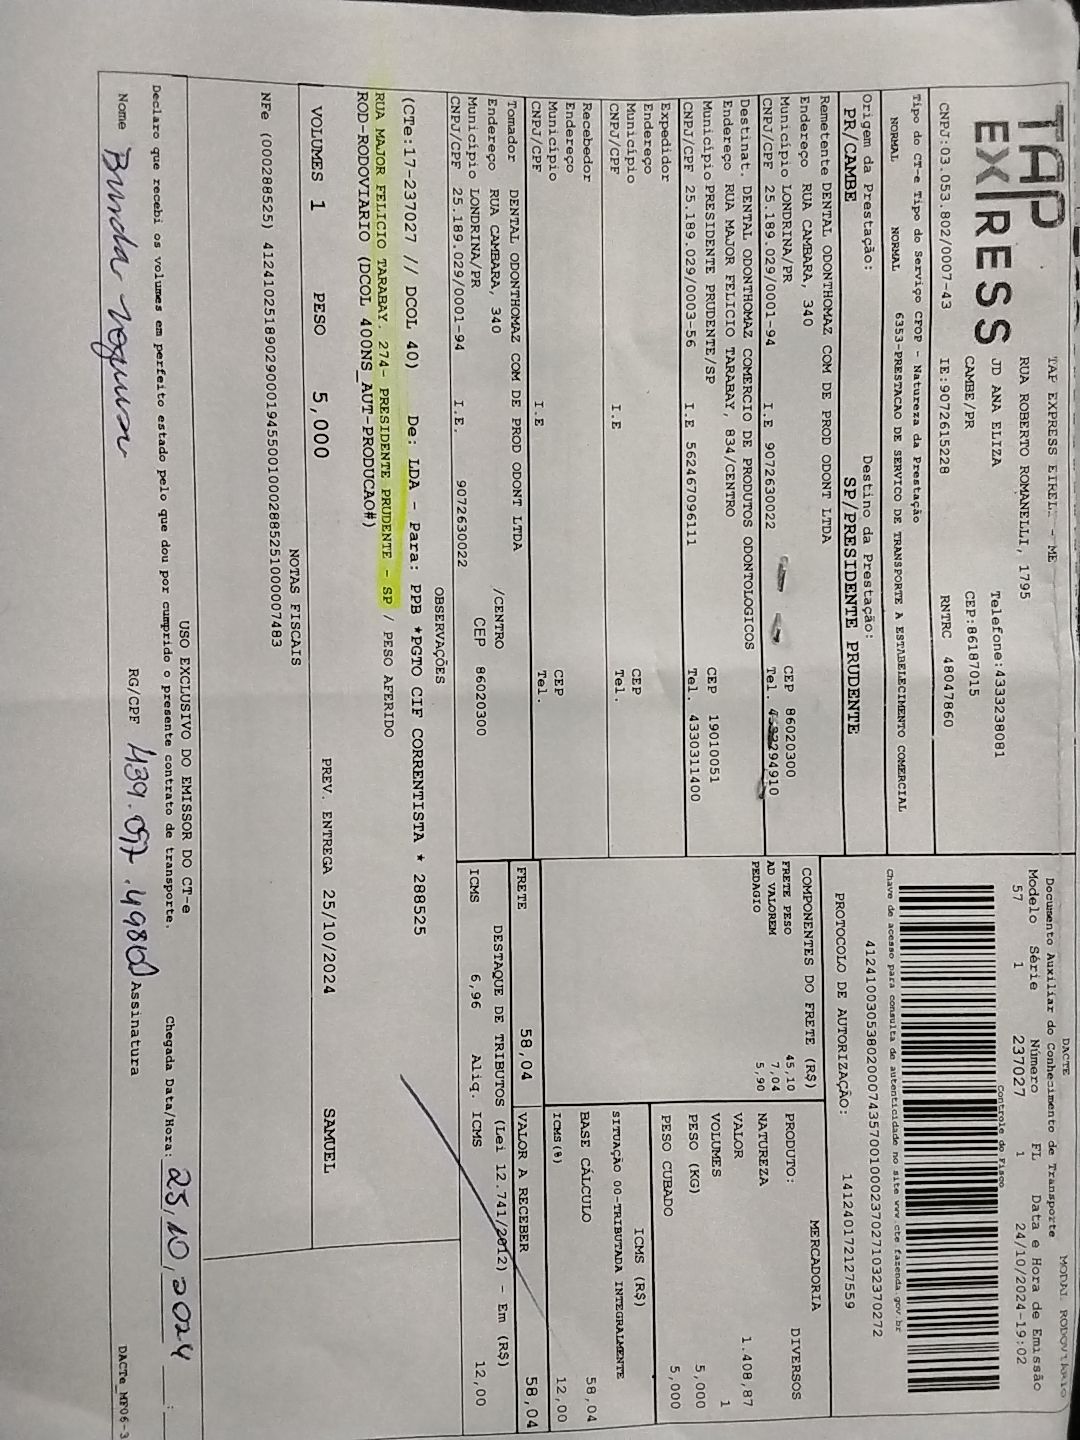 TAP
EXPRESS
TAP EXPRESS EIRELI - ME
RUA ROBERTO ROMANELLI, 1795
JD ANA ELIZA
CAMBE/PR
Telefone:4333238081
CEP:86187015
CNPJ:03.053.802/0007-43 IE:9072615228 RNTRC 48047860
Tipo do CT-e Tipo do Serviço CFOP - Natureza da Prestação
NORMAL NORMAL 6353-PRESTACAO DE SERVICO DE TRANSPORTE A ESTABELECIMENTO COMERCIAL
Origem da Prestação: Destino da Prestação:
PR/CAMBE SP/PRESIDENTE PRUDENTE
Remetente DENTAL ODONTHOMAZ COM DE PROD ODONT LTDA
Endereço RUA CAMBARA, 340
Município LONDRINA/PR CEP 86020300
CNPJ/CPF 25.189.029/0001-94 I.E 9072630022 Tel.
Destinat. DENTAL ODONTHOMAZ COMERCIO DE PRODUTOS ODONTOLOGICOS
Endereço RUA MAJOR FELICIO TARABAY, 834/CENTRO
Município PRESIDENTE PRUDENTE/SP CEP 19010051
CNPJ/CPF 25.189.029/0003-56 I.E 562467096111 Tel. 4330311400
Expedidor
Endereço
Município CEP
CNPJ/CPF I.E Tel.
Recebedor
Endereço
Município CEP
CNPJ/CPF I.E Tel.
Tomador DENTAL ODONTHOMAZ COM DE PROD ODONT LTDA
Endereço RUA CAMBARA, 340 /CENTRO
Município LONDRINA/PR CEP 86020300
CNPJ/CPF 25.189.029/0001-94 I.E. 9072630022
DACTE MODAL RODOVIARIO
Documento Auxiliar do Conhecimento de Transporte
Modelo Série Número FL Data e Hora de Emissão
57 1 237027 1 24/10/2024-19:02
Controle do Fisco
Chave de acesso para consulta de autenticidade no site www.cte.fazenda.gov.br
41241003053802000743570010002370271032370272
PROTOCOLO DE AUTORIZAÇÃO: 141240172127559
COMPONENTES DO FRETE (R$)
FRETE PESO 45,10
AD VALOREM 7,04
PEDAGIO 5,90
MERCADORIA
PRODUTO: DIVERSOS
NATUREZA
VALOR 1.408,87
VOLUMES 1
PESO (KG) 5,000
PESO CUBADO 5,000
ICMS (R$)
SITUAÇÃO 00-TRIBUTADA INTEGRALMENTE
BASE CÁLCULO 58,04
ICMS(%) 12,00
FRETE 58,04 VALOR A RECEBER 58,04
DESTAQUE DE TRIBUTOS (Lei 12.741/2012) - Em (R$)
ICMS 6,96 Aliq. ICMS 12,00
OBSERVAÇÕES
(CTe:17-237027 // DCOL 40) De: LDA - Para: PPB *PGTO CIF CORRENTISTA * 288525
RUA MAJOR FELICIO TARABAY. 274- PRESIDENTE PRUDENTE - SP / PESO AFERIDO
ROD-RODOVIARIO (DCOL 400NS_AUT-PRODUCAO#)
VOLUMES 1 PESO 5,000 PREV. ENTREGA 25/10/2024 SAMUEL
NOTAS FISCAIS
NFe (000288525) 41241025189029000194550010002885251000007483
USO EXCLUSIVO DO EMISSOR DO CT-e
Declaro que recebi os volumes em perfeito estado pelo que dou por cumprido o presente contrato de transporte. Chegada Data/Hora: 25/10/2024 :
Nome RG/CPF Assinatura DACTe_MF06-3